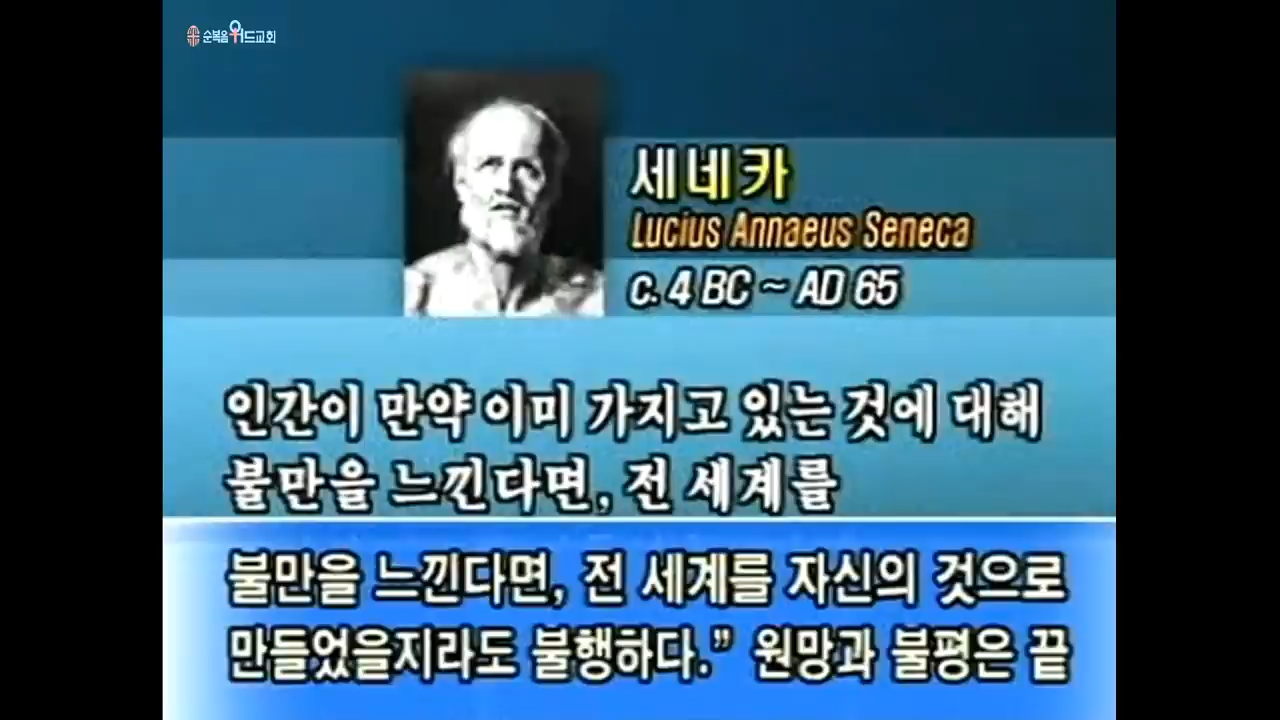 순복음워드교회
세네카
Lucius Annaeus Seneca
c. 4 BC ~ AD 65
인간이 만약 이미 가지고 있는 것에 대해
불만을 느낀다면, 전 세계를
불만을 느낀다면, 전 세계를 자신의 것으로
만들었을지라도 불행하다.” 원망과 불평은 끝